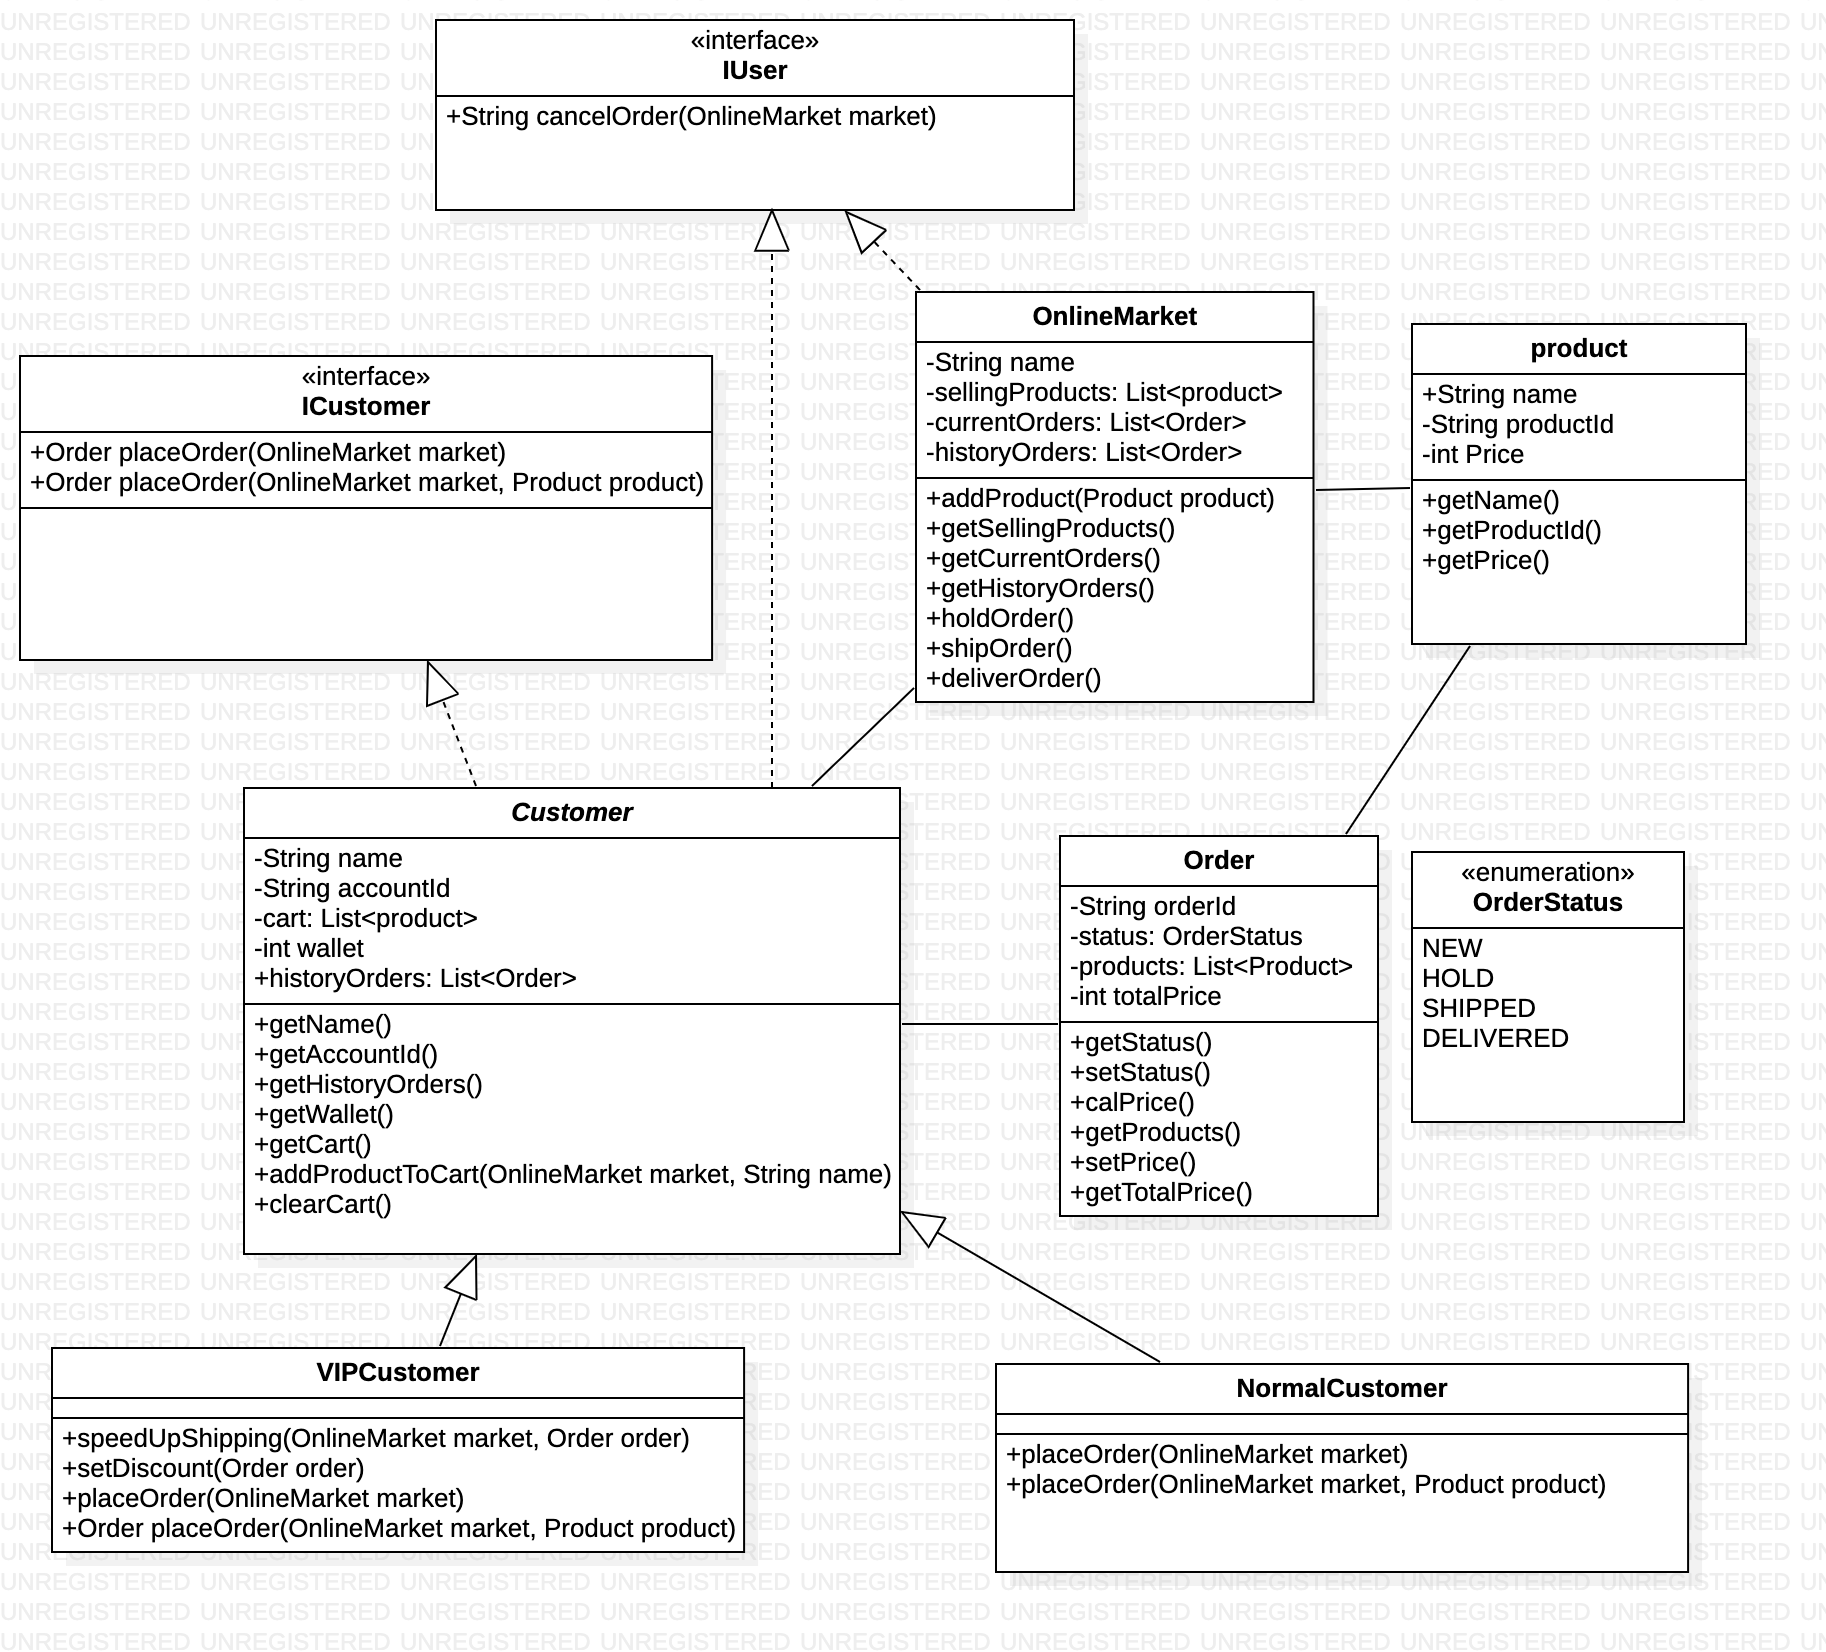 «interface»
IUser
+String cancelOrder(OnlineMarket market)
«interface»
ICustomer
+Order placeOrder(OnlineMarket market)
+Order placeOrder(OnlineMarket market, Product product)
OnlineMarket
-String name
-sellingProducts: List<product>
-currentOrders: List<Order>
-historyOrders: List<Order>
+addProduct(Product product)
+getSellingProducts()
+getCurrentOrders()
+getHistoryOrders()
+holdOrder()
+shipOrder()
+deliverOrder()
product
+String name
-String productId
-int Price
+getName()
+getProductId()
+getPrice()
Customer
-String name
-String accountId
-cart: List<product>
-int wallet
+historyOrders: List<Order>
+getName()
+getAccountId()
+getHistoryOrders()
+getWallet()
+getCart()
+addProductToCart(OnlineMarket market, String name)
+clearCart()
Order
-String orderId
-status: OrderStatus
-products: List<Product>
-int totalPrice
+getStatus()
+setStatus()
+calPrice()
+getProducts()
+setPrice()
+getTotalPrice()
«enumeration»
OrderStatus
NEW
HOLD
SHIPPED
DELIVERED
VIPCustomer
+speedUpShipping(OnlineMarket market, Order order)
+setDiscount(Order order)
+placeOrder(OnlineMarket market)
+Order placeOrder(OnlineMarket market, Product product)
NormalCustomer
+placeOrder(OnlineMarket market)
+placeOrder(OnlineMarket market, Product product)
UNREGISTERED